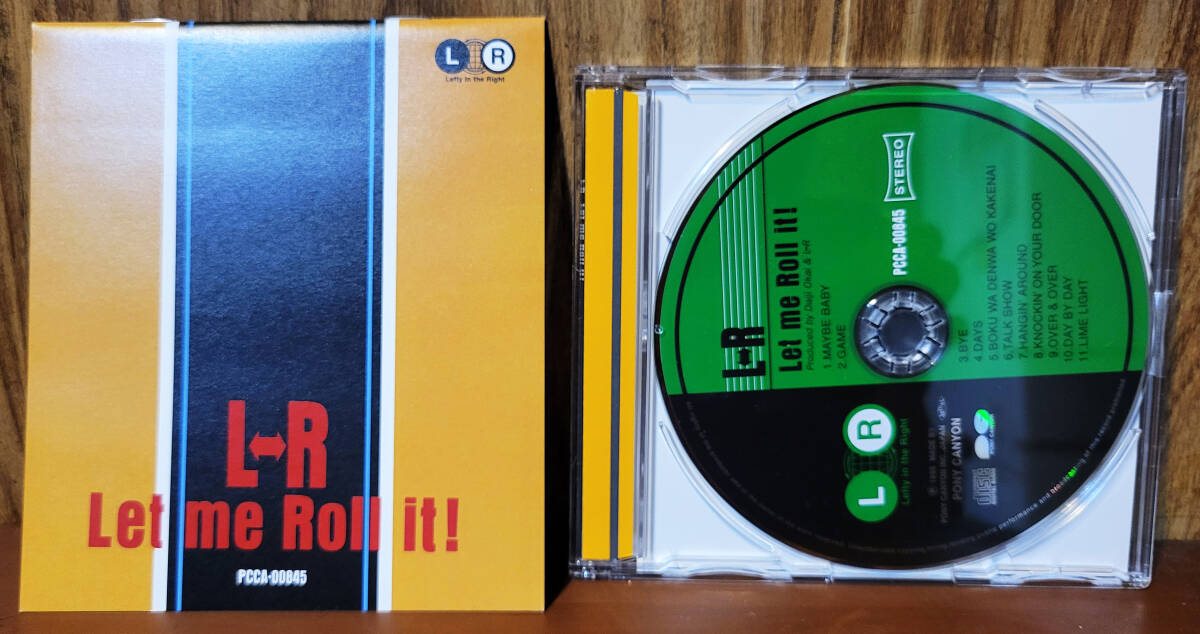 L R
Lefty in the Right
L↔R
Let me Roll it!
PCCA-00845
L↔R
Let me Roll it!
Produced by Daiji Okai & L↔R
1.MAYBE BABY
2.GAME
3.BYE
4.DAYS
5.BOKU WA DENWA WO KAKENAI
6.TALK SHOW
7.HANGIN' AROUND
8.KNOCKIN' ON YOUR DOOR
9.OVER & OVER
10.DAY BY DAY
11.LIME LIGHT
PCCA-00845
STEREO
L R
Lefty in the Right
PONY CANYON